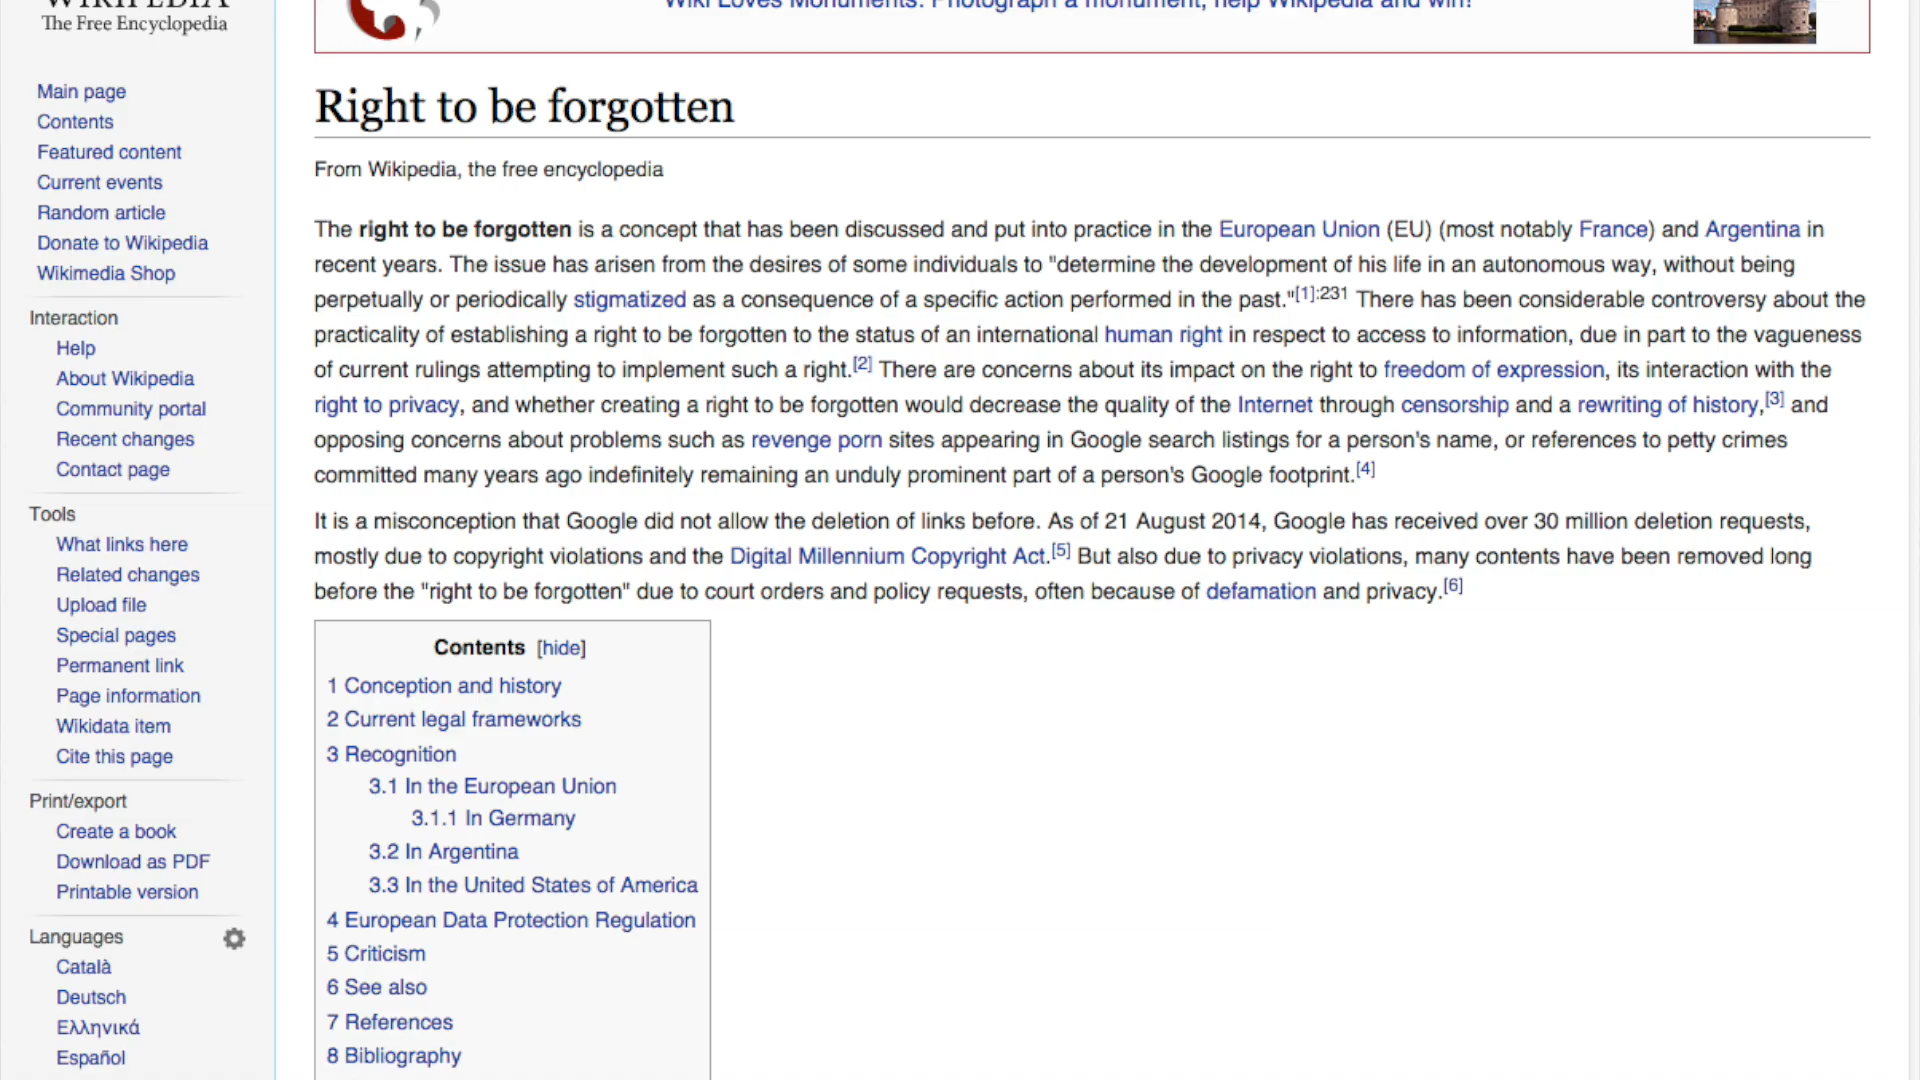 WIKIPEDIA
The Free Encyclopedia
Wiki Loves Monuments: Photograph a monument, help Wikipedia and win!
Main page
Contents
Featured content
Current events
Random article
Donate to Wikipedia
Wikimedia Shop
Interaction
Help
About Wikipedia
Community portal
Recent changes
Contact page
Tools
What links here
Related changes
Upload file
Special pages
Permanent link
Page information
Wikidata item
Cite this page
Print/export
Create a book
Download as PDF
Printable version
Languages
Català
Deutsch
Ελληνικά
Español
Right to be forgotten
From Wikipedia, the free encyclopedia
The right to be forgotten is a concept that has been discussed and put into practice in the European Union (EU) (most notably France) and Argentina in
recent years. The issue has arisen from the desires of some individuals to "determine the development of his life in an autonomous way, without being
perpetually or periodically stigmatized as a consequence of a specific action performed in the past."[1]:231 There has been considerable controversy about the
practicality of establishing a right to be forgotten to the status of an international human right in respect to access to information, due in part to the vagueness
of current rulings attempting to implement such a right.[2] There are concerns about its impact on the right to freedom of expression, its interaction with the
right to privacy, and whether creating a right to be forgotten would decrease the quality of the Internet through censorship and a rewriting of history,[3] and
opposing concerns about problems such as revenge porn sites appearing in Google search listings for a person's name, or references to petty crimes
committed many years ago indefinitely remaining an unduly prominent part of a person's Google footprint.[4]
It is a misconception that Google did not allow the deletion of links before. As of 21 August 2014, Google has received over 30 million deletion requests,
mostly due to copyright violations and the Digital Millennium Copyright Act.[5] But also due to privacy violations, many contents have been removed long
before the "right to be forgotten" due to court orders and policy requests, often because of defamation and privacy.[6]
Contents [hide]
1 Conception and history
2 Current legal frameworks
3 Recognition
3.1 In the European Union
3.1.1 In Germany
3.2 In Argentina
3.3 In the United States of America
4 European Data Protection Regulation
5 Criticism
6 See also
7 References
8 Bibliography